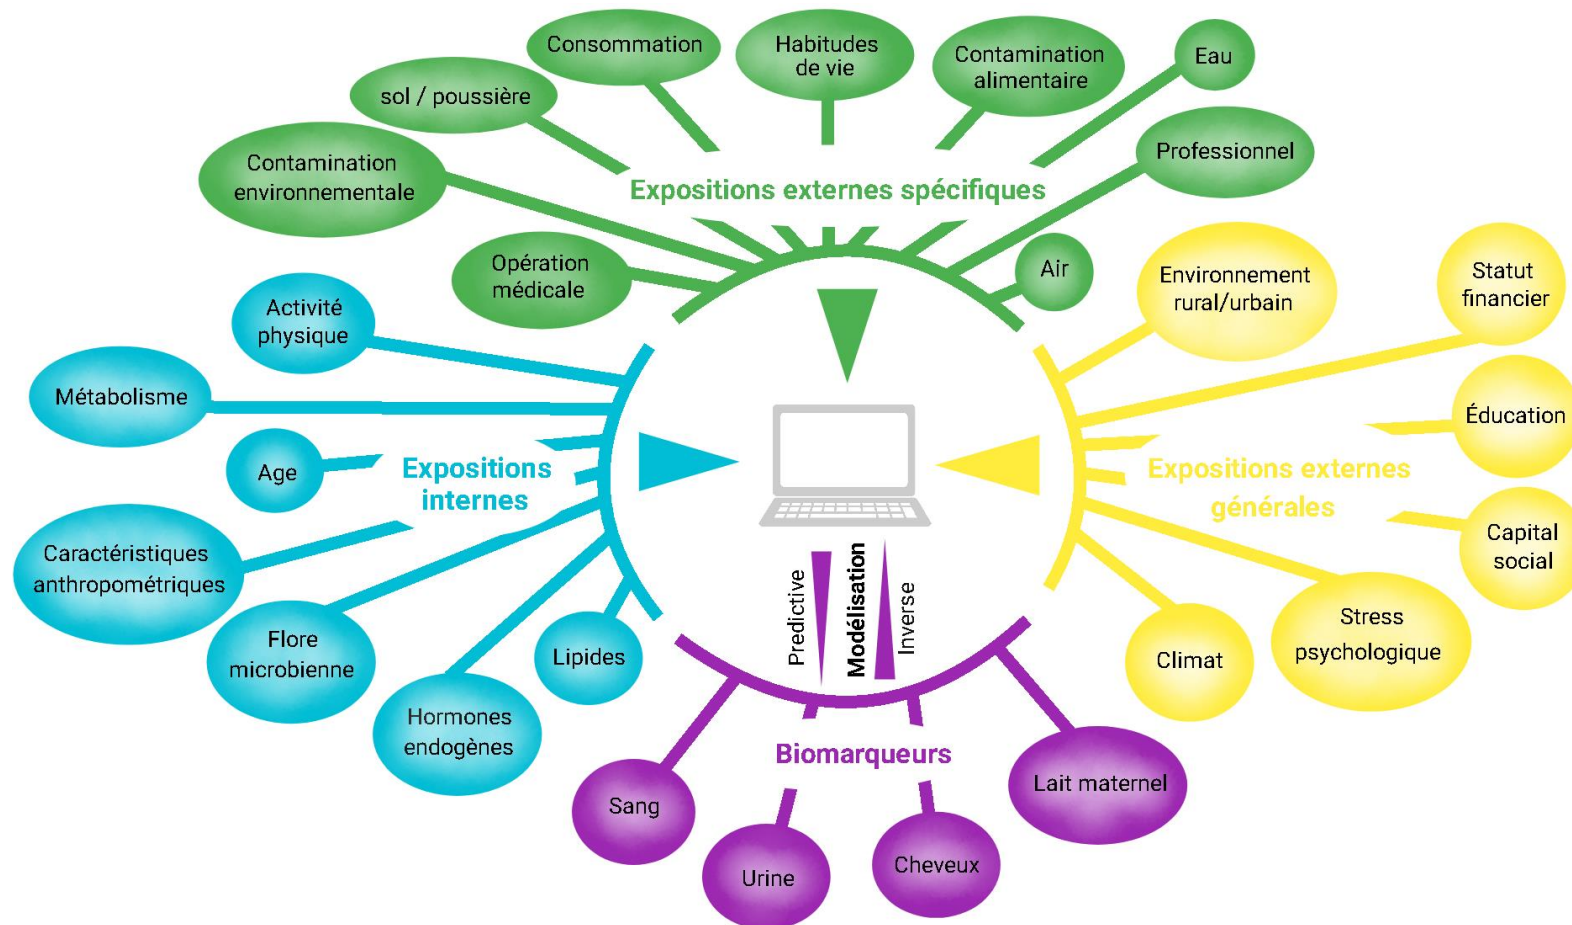 Consommation
Habitudes
de vie
Contamination
alimentaire
Eau
sol / poussière
Contamination
environnementale
Professionnel
Expositions externes spécifiques
Opération
médicale
Air
Activité
physique
Métabolisme
Age
Expositions
internes
Caractéristiques
anthropométriques
Flore
microbienne
Hormones
endogènes
Lipides
Environnement
rural/urbain
Statut
financier
Éducation
Expositions externes
générales
Capital
social
Stress
psychologique
Climat
Predictive
Modélisation
Inverse
Biomarqueurs
Sang
Urine
Cheveux
Lait maternel